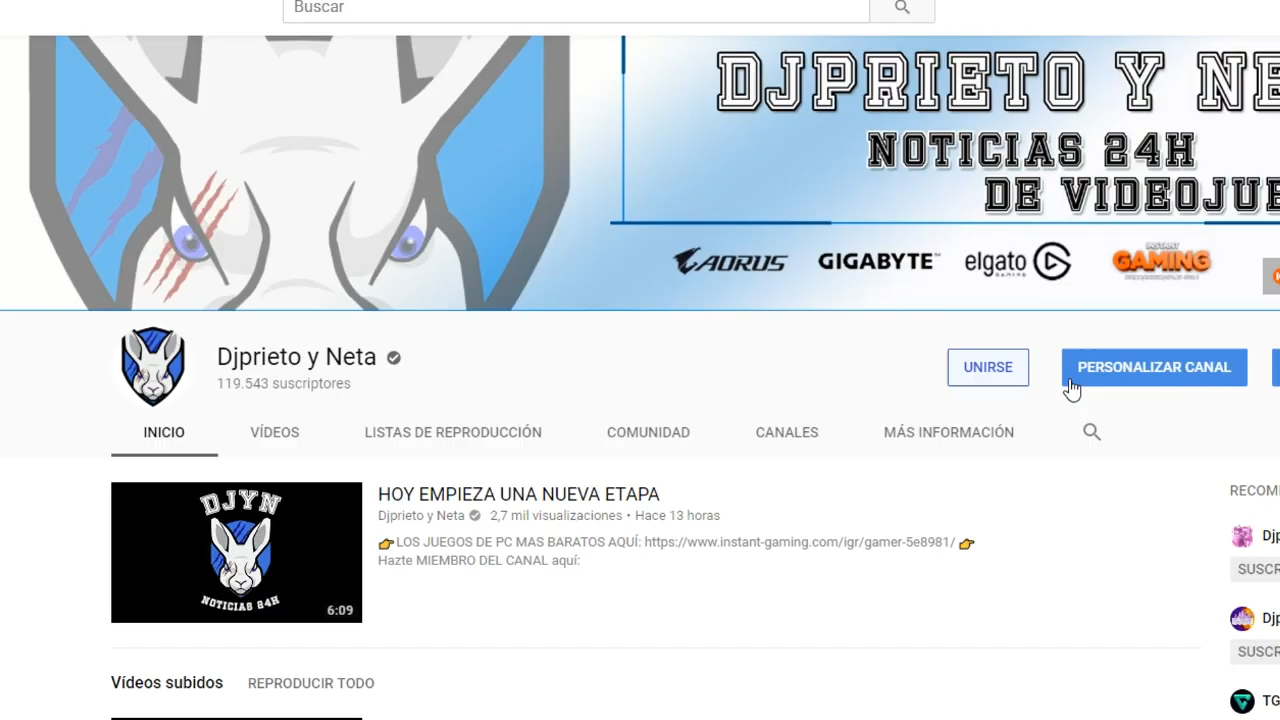 Buscar
DJPRIETO Y NE
NOTICIAS 24H
DE VIDEOJUE
AORUS GIGABYTE™ elgato GAMING INSTANT GAMING
Djprieto y Neta
119.543 suscriptores
UNIRSE
PERSONALIZAR CANAL
INICIO VÍDEOS LISTAS DE REPRODUCCIÓN COMUNIDAD CANALES MÁS INFORMACIÓN
DJYN
NOTICIAS 24H
6:09
HOY EMPIEZA UNA NUEVA ETAPA
Djprieto y Neta 2,7 mil visualizaciones • Hace 13 horas
👉LOS JUEGOS DE PC MAS BARATOS AQUÍ: https://www.instant-gaming.com/igr/gamer-5e8981/ 👉
Hazte MIEMBRO DEL CANAL aquí:
RECOM
Djp
SUSCR
Djp
SUSCR
TG
Vídeos subidos REPRODUCIR TODO